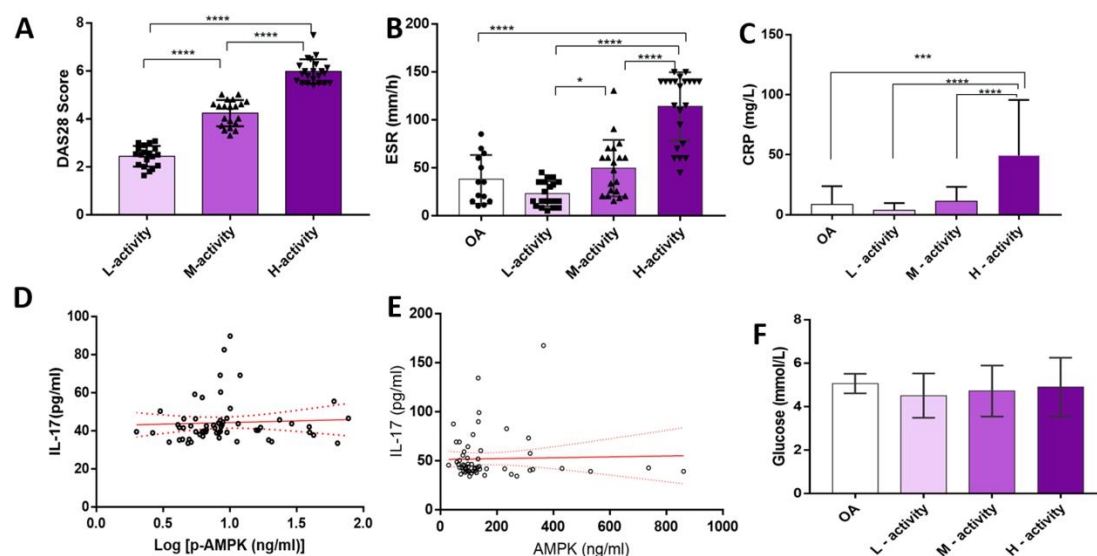 A
DAS28 Score
8
6
4
2
0
****
****
****
L-activity
M-activity
H-activity
B
ESR (mm/h)
200
150
100
50
0
****
****
****
*
OA
L-activity
M-activity
H-activity
C
CRP (mg/L)
150
100
50
0
***
****
****
OA
L - activity
M - activity
H - activity
D
IL-17(pg/ml)
100
80
60
40
20
0
0.0 0.5 1.0 1.5 2.0
Log [p-AMPK (ng/ml)]
E
IL-17 (pg/ml)
200
150
100
50
0
0 200 400 600 800 1000
AMPK (ng/ml)
F
Glucose (mmol/L)
8
6
4
2
0
OA
L - activity
M - activity
H - activity